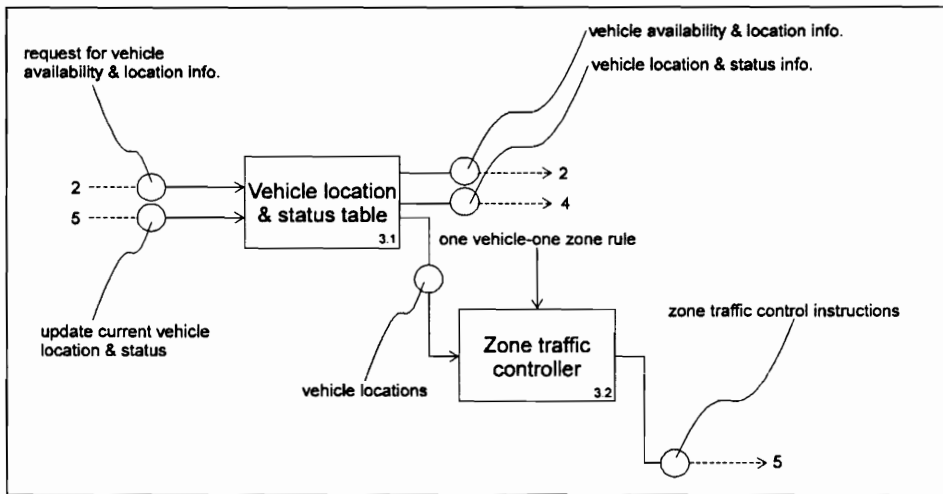 vehicle availability & location info.
request for vehicle
availability & location info.
vehicle location & status info.
2
5
Vehicle location
& status table
3.1
2
4
one vehicle-one zone rule
update current vehicle
location & status
vehicle locations
Zone traffic
controller
3.2
zone traffic control instructions
5